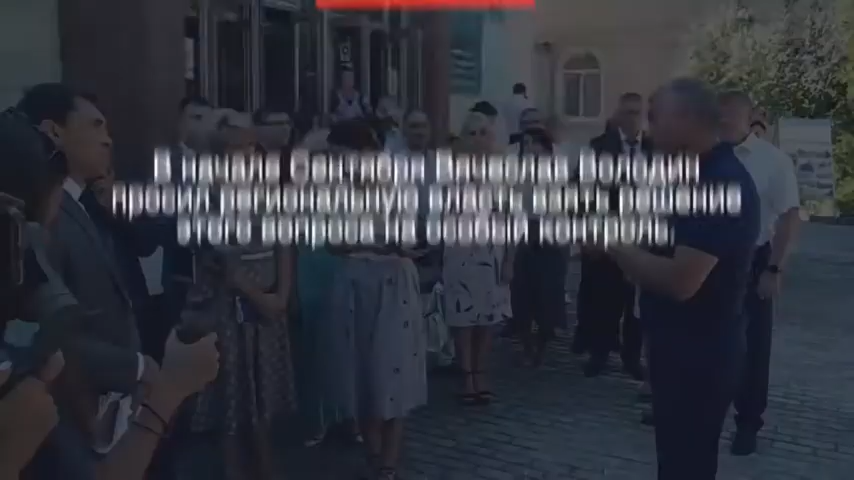 В начале Сентября Вячеслав Володин
просил региональную власть взять решение
этого вопроса на особый контроль